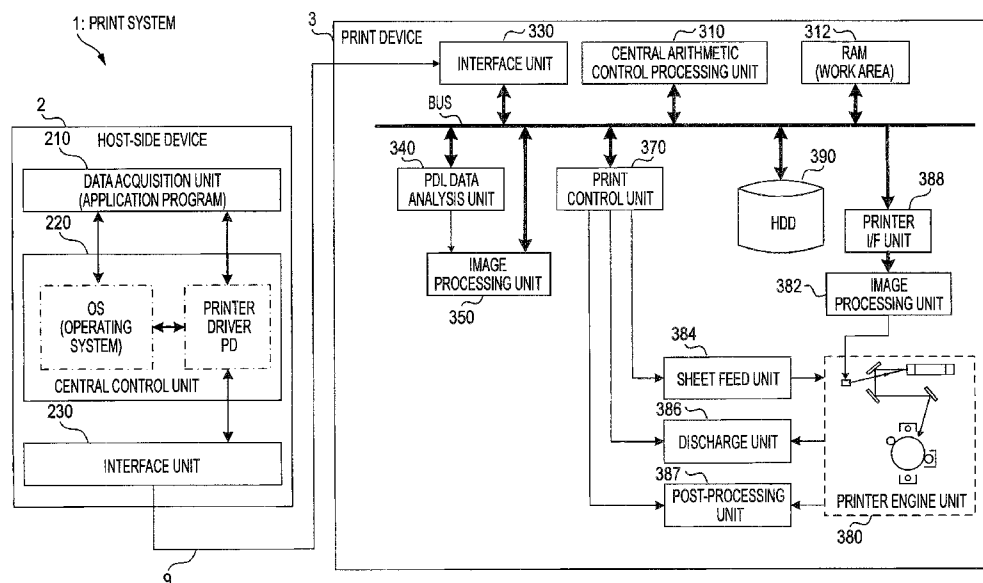 1: PRINT SYSTEM
2
HOST-SIDE DEVICE
210
DATA ACQUISITION UNIT
(APPLICATION PROGRAM)
220
OS
(OPERATING
SYSTEM)
PRINTER
DRIVER
PD
CENTRAL CONTROL UNIT
230
INTERFACE UNIT
9
3
PRINT DEVICE
330
INTERFACE UNIT
310
CENTRAL ARITHMETIC
CONTROL PROCESSING UNIT
312
RAM
(WORK AREA)
BUS
340
PDL DATA
ANALYSIS UNIT
370
PRINT
CONTROL UNIT
390
HDD
388
PRINTER
I/F UNIT
IMAGE
PROCESSING UNIT
350
382
IMAGE
PROCESSING UNIT
384
SHEET FEED UNIT
386
DISCHARGE UNIT
387
POST-PROCESSING
UNIT
PRINTER ENGINE UNIT
380